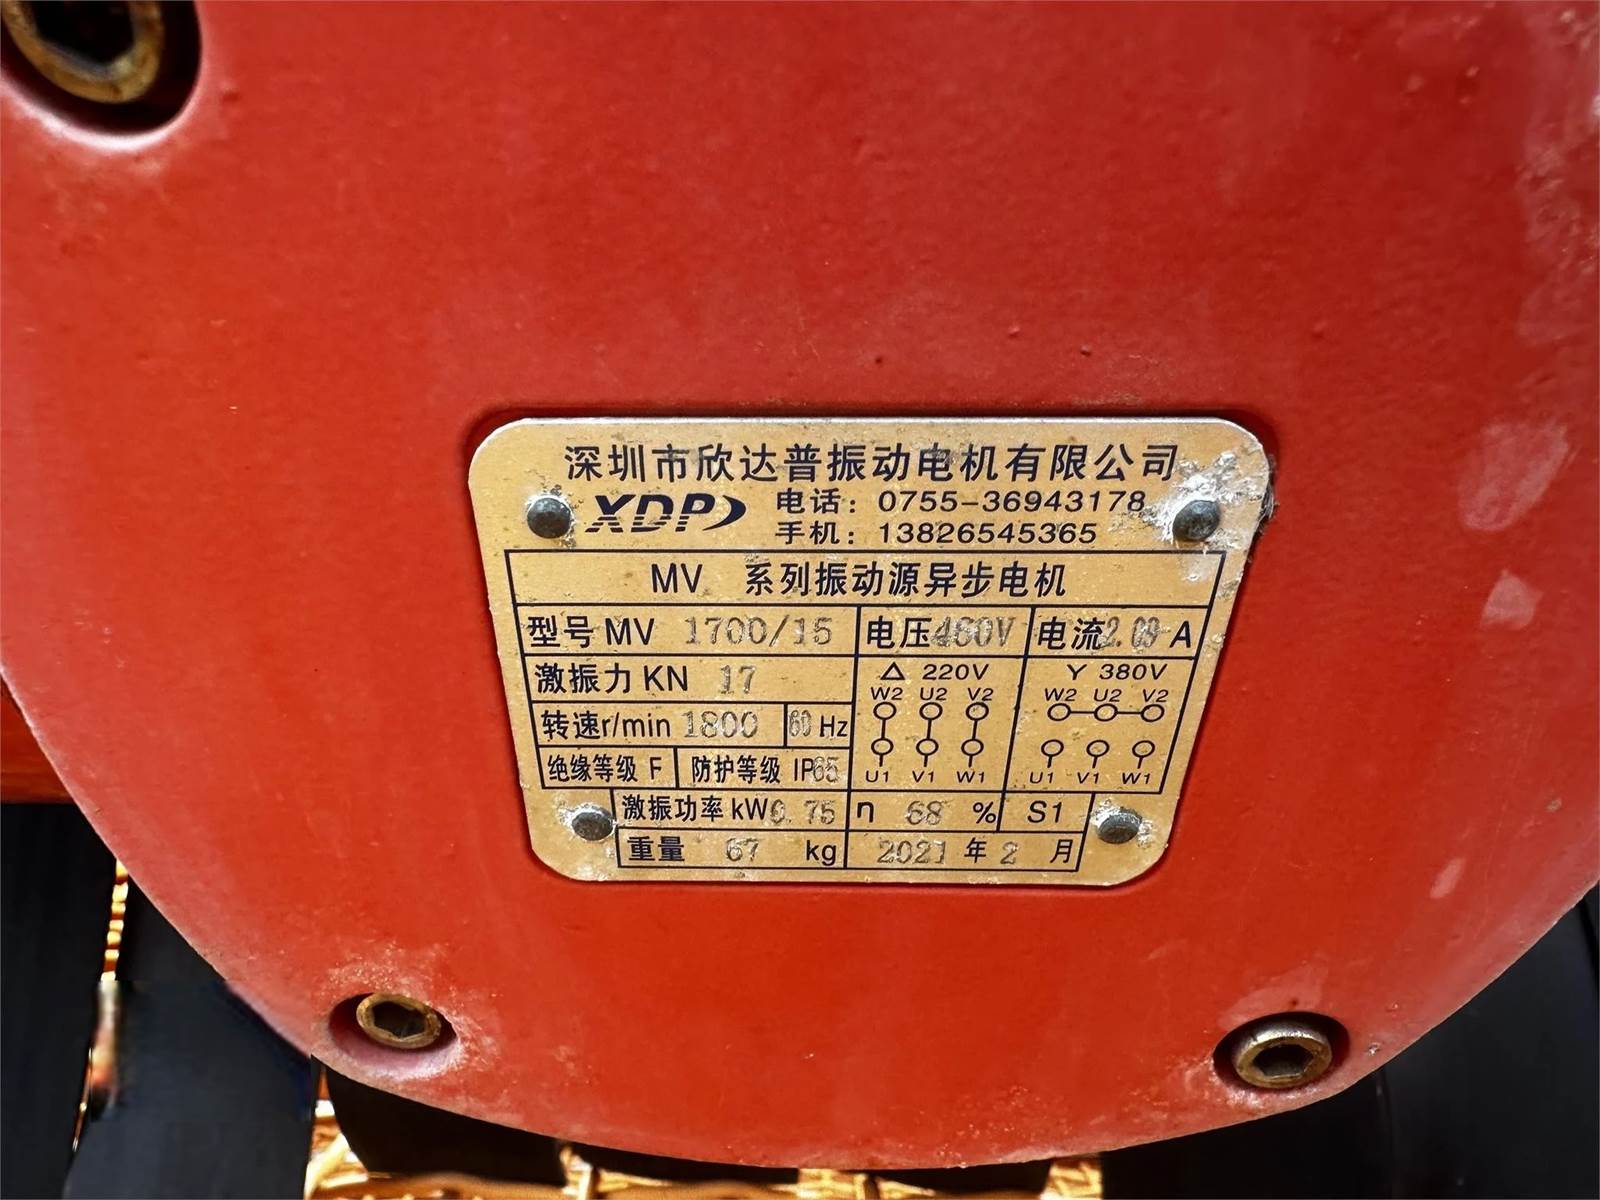 深圳市欣达普振动电机有限公司
XDP
电话: 0755-36943178
手机: 13826545365
MV 系列振动源异步电机
型号 MV 1700/15 电压 460V 电流 2.09 A
激振力 KN 17
△ 220V Y 380V
W2 U2 V2 W2 U2 V2
转速r/min 1800 60 Hz
绝缘等级 F 防护等级 IP65
U1 V1 W1 U1 V1 W1
激振功率 kW 0.75 η 68 % S1
重量 67 kg 2021 年 2 月